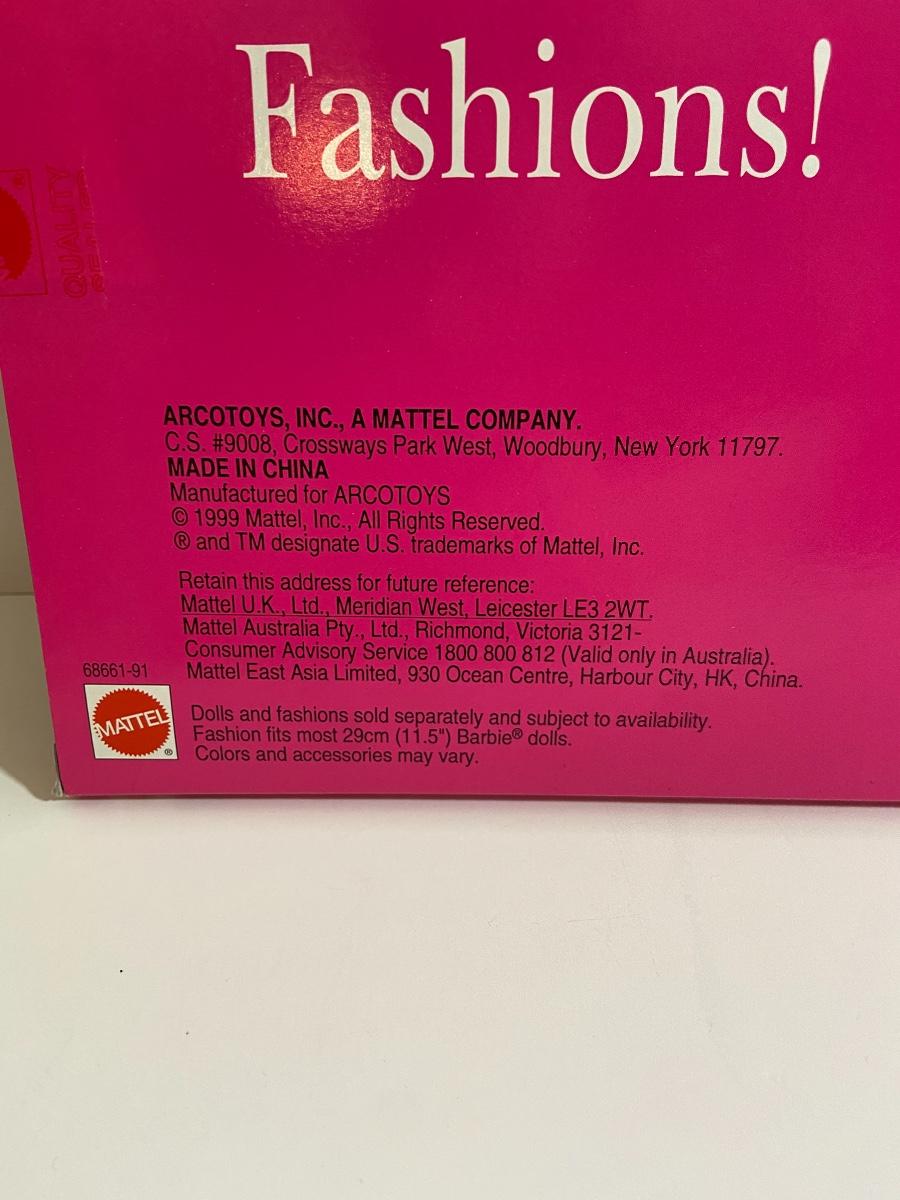 Fashions!
QUALITY
®
ARCOTOYS, INC., A MATTEL COMPANY.
C.S. #9008, Crossways Park West, Woodbury, New York 11797.
MADE IN CHINA
Manufactured for ARCOTOYS
© 1999 Mattel, Inc., All Rights Reserved.
® and TM designate U.S. trademarks of Mattel, Inc.
Retain this address for future reference:
Mattel U.K., Ltd., Meridian West, Leicester LE3 2WT.
Mattel Australia Pty., Ltd., Richmond, Victoria 3121-
Consumer Advisory Service 1800 800 812 (Valid only in Australia).
Mattel East Asia Limited, 930 Ocean Centre, Harbour City, HK, China.
68661-91
MATTEL
®
Dolls and fashions sold separately and subject to availability.
Fashion fits most 29cm (11.5") Barbie® dolls.
Colors and accessories may vary.